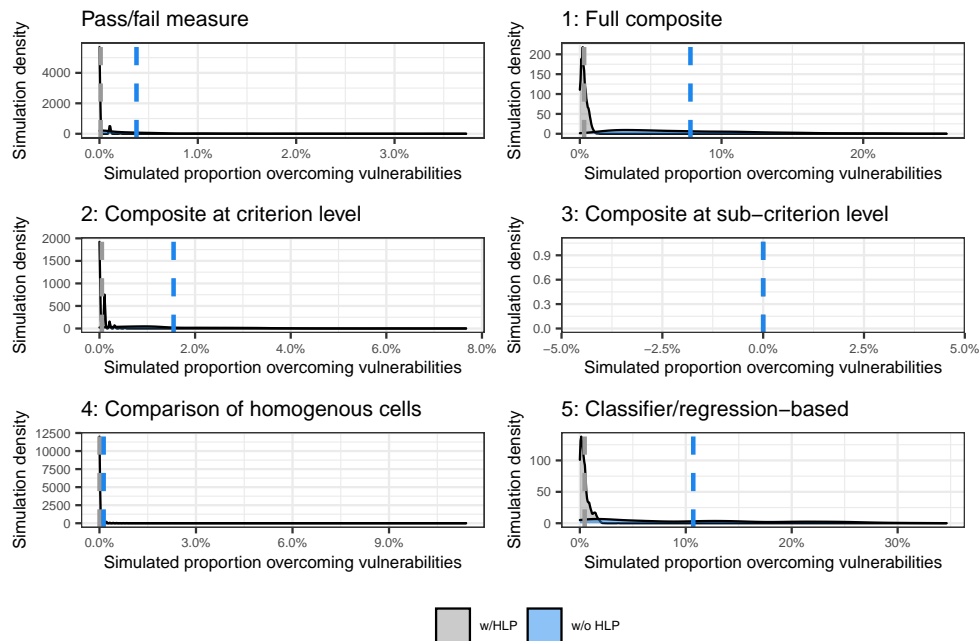 Pass/fail measure
Simulation density
4000
2000
0
0.0%
1.0%
2.0%
3.0%
Simulated proportion overcoming vulnerabilities
1: Full composite
Simulation density
200
150
100
50
0
0%
10%
20%
Simulated proportion overcoming vulnerabilities
2: Composite at criterion level
Simulation density
2000
1500
1000
500
0
0.0%
2.0%
4.0%
6.0%
8.0%
Simulated proportion overcoming vulnerabilities
3: Composite at sub−criterion level
Simulation density
0.9
0.6
0.3
0.0
−5.0%
−2.5%
0.0%
2.5%
5.0%
Simulated proportion overcoming vulnerabilities
4: Comparison of homogenous cells
Simulation density
12500
10000
7500
5000
2500
0
0.0%
3.0%
6.0%
9.0%
Simulated proportion overcoming vulnerabilities
5: Classifier/regression−based
Simulation density
100
50
0
0%
10%
20%
30%
Simulated proportion overcoming vulnerabilities
w/HLP
w/o HLP